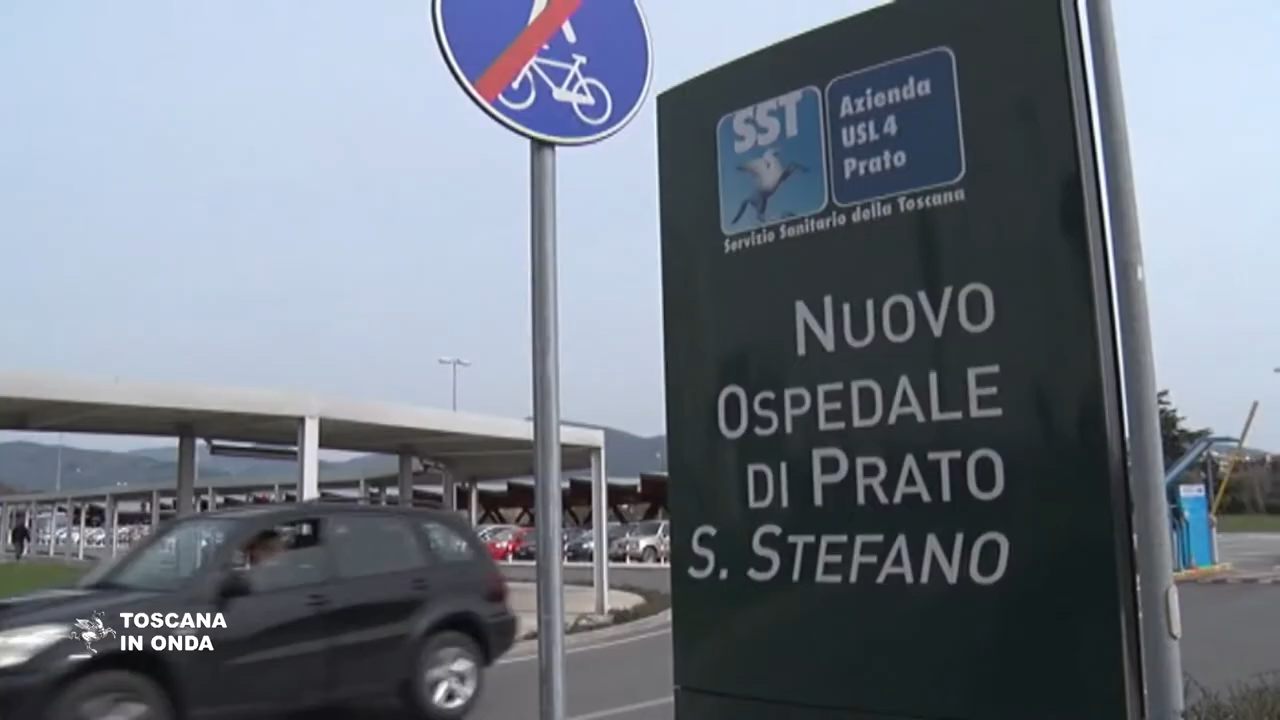 SST
Azienda
USL 4
Prato
Servizio Sanitario della Toscana
NUOVO
OSPEDALE
DI PRATO
S. STEFANO
TOSCANA
IN ONDA